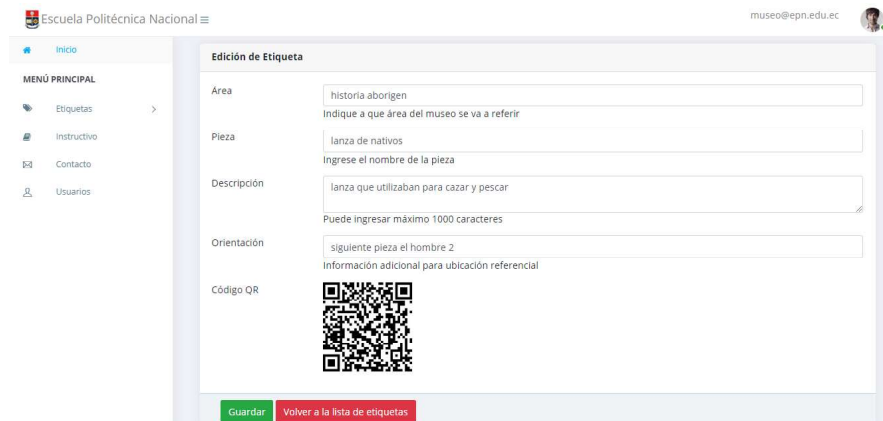 Escuela Politécnica Nacional
museo@epn.edu.ec
Inicio
MENÚ PRINCIPAL
Etiquetas
Instructivo
Contacto
Usuarios
Edición de Etiqueta
Área
historia aborigen
Indique a que área del museo se va a referir
Pieza
lanza de nativos
Ingrese el nombre de la pieza
Descripción
lanza que utilizaban para cazar y pescar
Puede ingresar máximo 1000 caracteres
Orientación
siguiente pieza el hombre 2
Información adicional para ubicación referencial
Código QR
Guardar
Volver a la lista de etiquetas